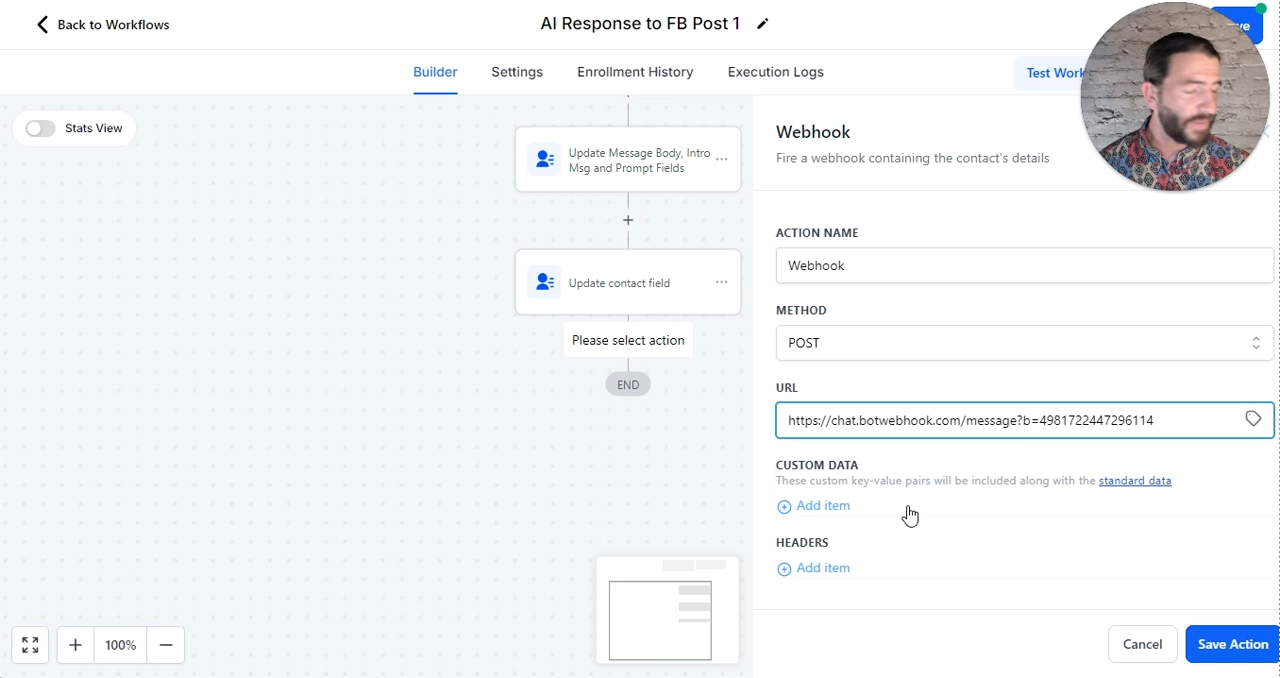 Back to Workflows
AI Response to FB Post 1
Builder
Settings
Enrollment History
Execution Logs
Stats View
Update Message Body, Intro
Msg and Prompt Fields
Update contact field
Please select action
END
100%
Webhook
Fire a webhook containing the contact's details
ACTION NAME
Webhook
METHOD
POST
URL
https://chat.botwebhook.com/message?b=4981722447296114
CUSTOM DATA
These custom key-value pairs will be included along with the standard data
Add item
HEADERS
Add item
Cancel
Save Action